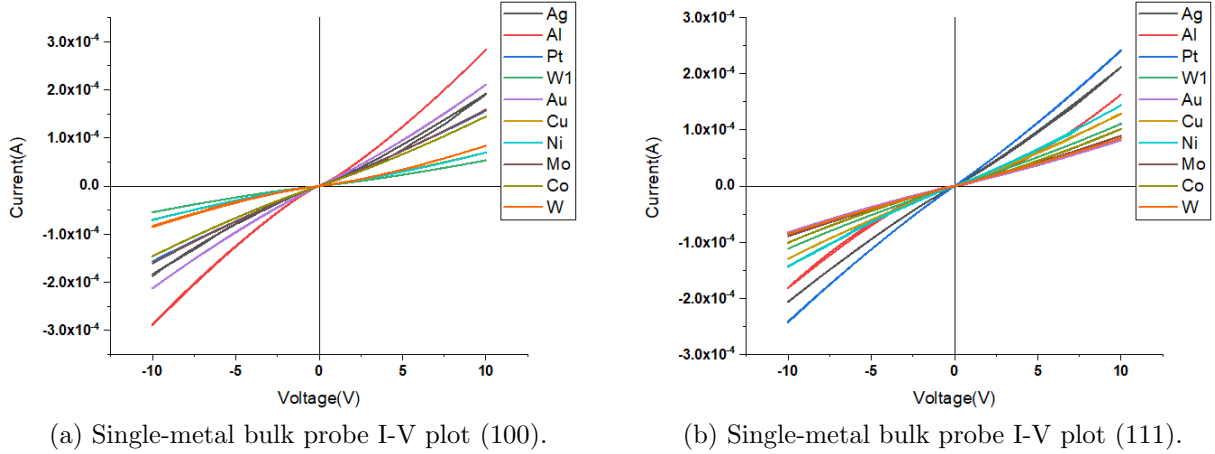 Current(A)
3.0x10-4
2.0x10-4
1.0x10-4
0.0
-1.0x10-4
-2.0x10-4
-3.0x10-4
-10
-5
0
5
10
Voltage(V)
Ag
Al
Pt
W1
Au
Cu
Ni
Mo
Co
W
(a) Single-metal bulk probe I-V plot (100).
Current(A)
3.0x10-4
2.0x10-4
1.0x10-4
0.0
-1.0x10-4
-2.0x10-4
-3.0x10-4
-10
-5
0
5
10
Voltage(V)
Ag
Al
Pt
W1
Au
Cu
Ni
Mo
Co
W
(b) Single-metal bulk probe I-V plot (111).